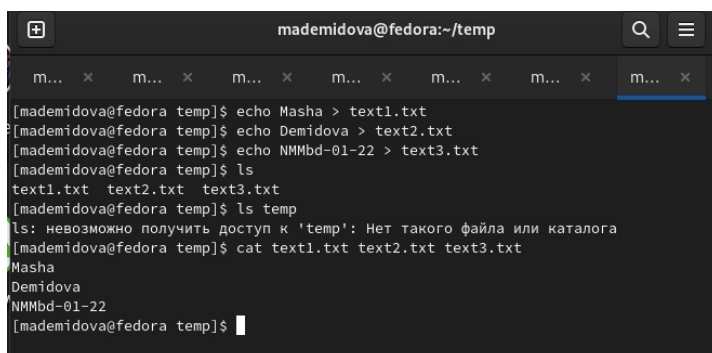 mademidova@fedora:~/temp
m... × m... × m... × m... × m... × m... × m... ×
[mademidova@fedora temp]$ echo Masha > text1.txt
[mademidova@fedora temp]$ echo Demidova > text2.txt
[mademidova@fedora temp]$ echo NMMbd-01-22 > text3.txt
[mademidova@fedora temp]$ ls
text1.txt  text2.txt  text3.txt
[mademidova@fedora temp]$ ls temp
ls: невозможно получить доступ к 'temp': Нет такого файла или каталога
[mademidova@fedora temp]$ cat text1.txt text2.txt text3.txt
Masha
Demidova
NMMbd-01-22
[mademidova@fedora temp]$